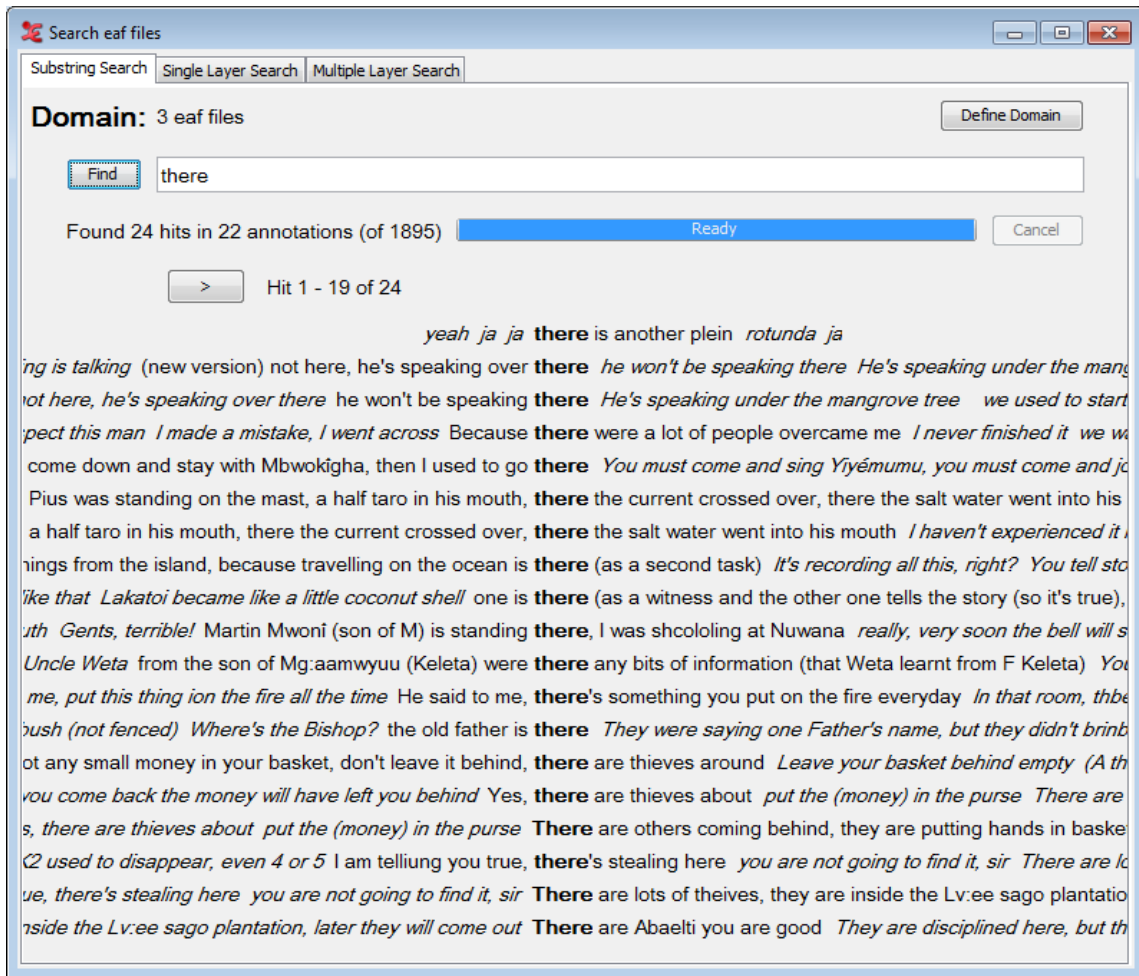 Search eaf files
Substring Search Single Layer Search Multiple Layer Search
Domain: 3 eaf files Define Domain
Find there
Found 24 hits in 22 annotations (of 1895) Ready Cancel
> Hit 1 - 19 of 24
yeah ja ja there is another plein rotunda ja
ing is talking (new version) not here, he's speaking over there he won't be speaking there He's speaking under the mang
not here, he's speaking over there he won't be speaking there He's speaking under the mangrove tree we used to start
pect this man I made a mistake, I went across Because there were a lot of people overcame me I never finished it we wa
come down and stay with Mbwokîgha, then I used to go there You must come and sing Yiyémumu, you must come and jo
Pius was standing on the mast, a half taro in his mouth, there the current crossed over, there the salt water went into his
a half taro in his mouth, there the current crossed over, there the salt water went into his mouth I haven't experienced it
hings from the island, because travelling on the ocean is there (as a second task) It's recording all this, right? You tell sto
like that Lakatoi became like a little coconut shell one is there (as a witness and the other one tells the story (so it's true),
uth Gents, terrible! Martin Mwonî (son of M) is standing there, I was shcololing at Nuwana really, very soon the bell will s
Uncle Weta from the son of Mg:aamwyuu (Keleta) were there any bits of information (that Weta learnt from F Keleta) You
me, put this thing ion the fire all the time He said to me, there's something you put on the fire everyday In that room, thbe
bush (not fenced) Where's the Bishop? the old father is there They were saying one Father's name, but they didn't brinb
ot any small money in your basket, don't leave it behind, there are thieves around Leave your basket behind empty (A th
you come back the money will have left you behind Yes, there are thieves about put the (money) in the purse There are
s, there are thieves about put the (money) in the purse There are others coming behind, they are putting hands in baske
K2 used to disappear, even 4 or 5 I am telliung you true, there's stealing here you are not going to find it, sir There are lo
ue, there's stealing here you are not going to find it, sir There are lots of theives, they are inside the Lv:ee sago plantatio
nside the Lv:ee sago plantation, later they will come out There are Abaelti you are good They are disciplined here, but th